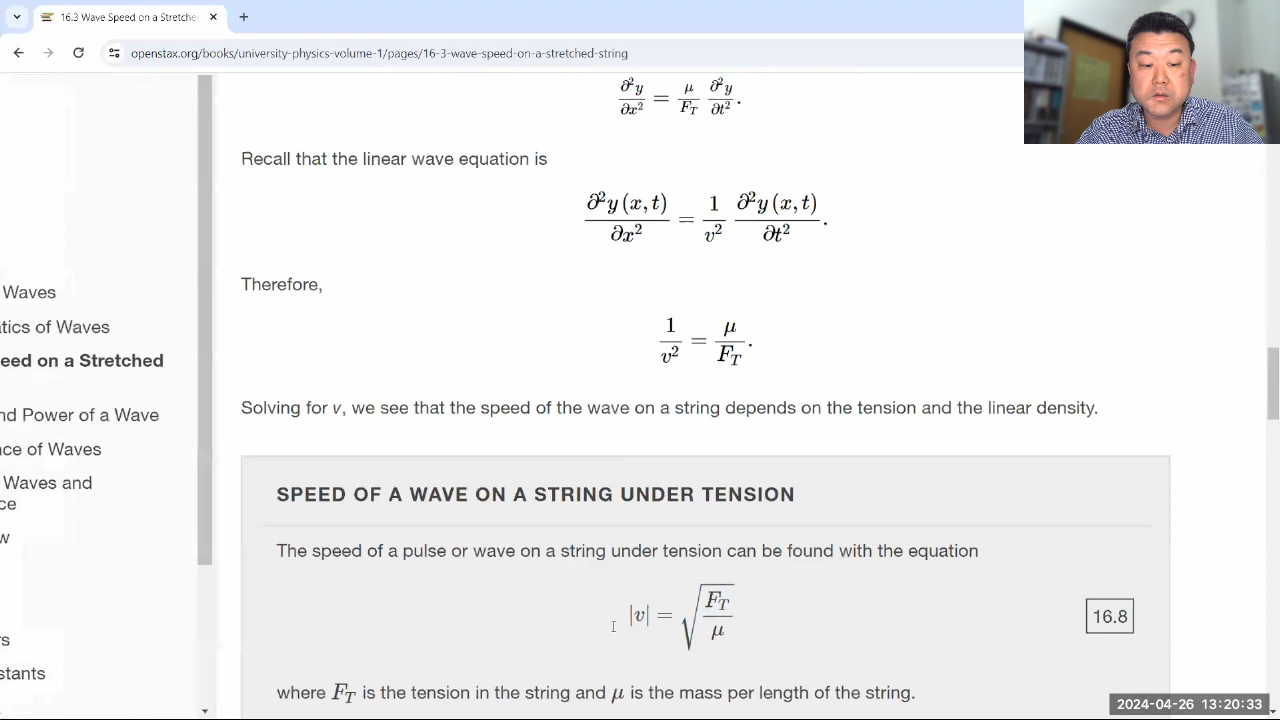 16.3 Wave Speed on a Stretche
openstax.org/books/university-physics-volume-1/pages/16-3-wave-speed-on-a-stretched-string
∂²y/∂x² = μ/F_T ∂²y/∂t².
Recall that the linear wave equation is
∂²y(x,t)/∂x² = 1/v² ∂²y(x,t)/∂t².
Therefore,
1/v² = μ/F_T.
Solving for v, we see that the speed of the wave on a string depends on the tension and the linear density.
SPEED OF A WAVE ON A STRING UNDER TENSION
The speed of a pulse or wave on a string under tension can be found with the equation
|v| = √(F_T/μ)
16.8
where F_T is the tension in the string and μ is the mass per length of the string.
Waves
tics of Waves
eed on a Stretched
nd Power of a Wave
nce of Waves
Waves and
ce
w
rs
stants
2024-04-26 13:20:33